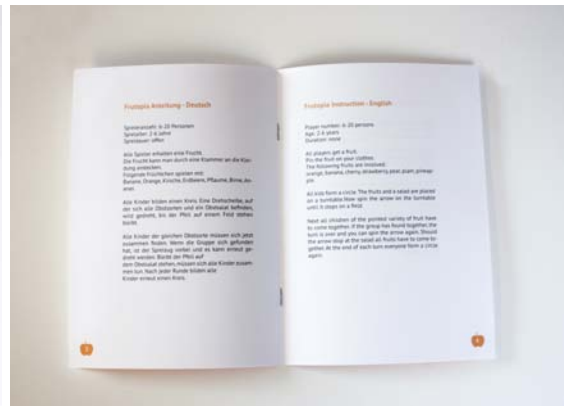 Frutopia Anleitung - Deutsch
Spieleranzahl: 6-20 Personen
Spielalter: 2-6 Jahre
Spieldauer: offen
Alle Spieler erhalten eine Frucht.
Die Frucht kann man durch eine Klammer an die Klei-
dung anstecken.
Folgende Früchtchen spielen mit:
Banane, Orange, Kirsche, Erdbeere, Pflaume, Birne, An-
anas.
Alle Kinder bilden einen Kreis. Eine Drehscheibe, auf
der sich alle Obstsorten und ein Obstsalat befinden,
wird gedreht, bis der Pfeil auf einem Feld stehen
bleibt.
Alle Kinder der gleichen Obstsorte müssen sich jetzt
zusammen finden. Wenn die Gruppe sich gefunden
hat, ist der Spielzug vorbei und es kann erneut ge-
dreht werden. Bleibt der Pfeil auf
dem Obstsalat stehen, müssen sich alle Kinder zusam-
men tun. Nach jeder Runde bilden alle
Kinder erneut einen Kreis.
Frutopia Instruction - English
Player number: 6-20 persons
Age: 2-6 years
Duration: none
All players get a fruit.
Pin the fruit on your clothes.
The following fruits are involved:
orange, banana, cherry, strawberry, pear, plam, pineap-
ple.
All kids form a circle. The fruits and a salad are placed
on a turntable. Now spin the arrow on the turntable
until it stops on a field.
Next all children of the pointed variety of fruit have
to come together. If the group has found together, the
turn is over and you can spin the arrow again. Should
the arrow stop at the salad all fruits have to come to-
gether. At the end of each turn everyone form a circle
again.